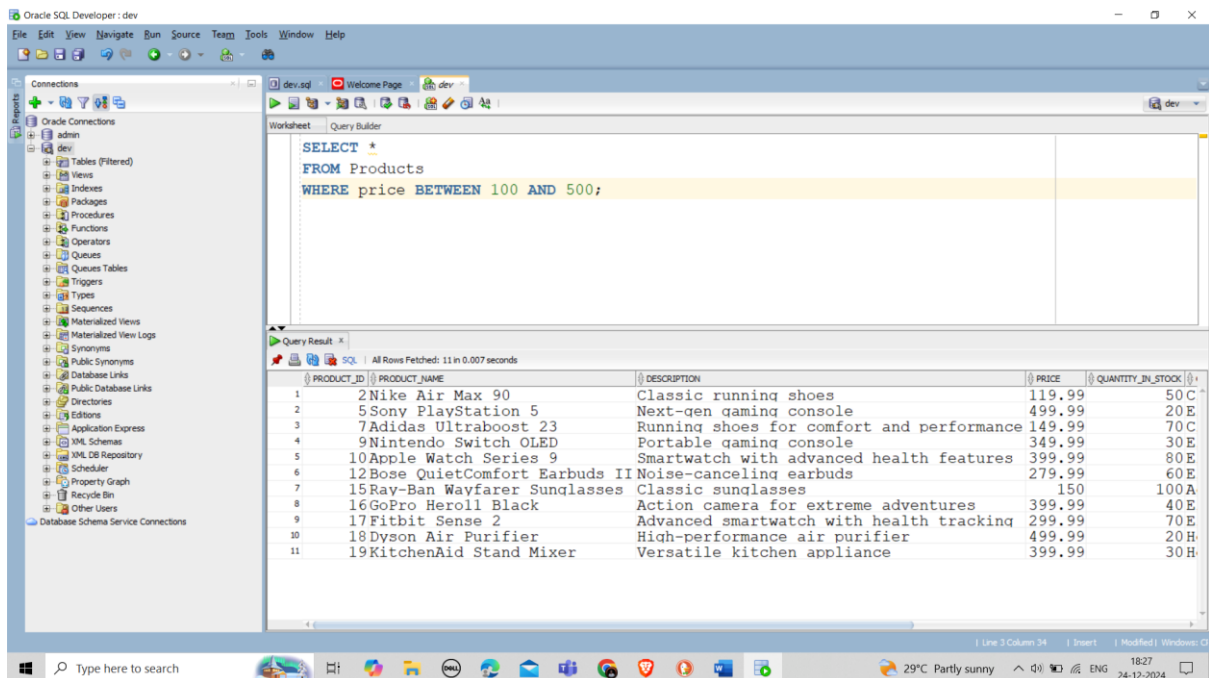 Oracle SQL Developer : dev
File Edit View Navigate Run Source Team Tools Window Help
Connections
dev.sql Welcome Page dev
Reports
dev
Worksheet Query Builder
Oracle Connections
admin
dev
Tables (Filtered)
Views
Indexes
Packages
Procedures
Functions
Operators
Queues
Queues Tables
Triggers
Types
Sequences
Materialized Views
Materialized View Logs
Synonyms
Public Synonyms
Database Links
Public Database Links
Directories
Editions
Application Express
XML Schemas
XML DB Repository
Scheduler
Property Graph
Recycle Bin
Other Users
Database Schema Service Connections
SELECT *
FROM Products
WHERE price BETWEEN 100 AND 500;
Query Result
SQL | All Rows Fetched: 11 in 0.007 seconds
PRODUCT_ID PRODUCT_NAME DESCRIPTION PRICE QUANTITY_IN_STOCK
1 2 Nike Air Max 90 Classic running shoes 119.99 50 C
2 5 Sony PlayStation 5 Next-gen gaming console 499.99 20 E
3 7 Adidas Ultraboost 23 Running shoes for comfort and performance 149.99 70 C
4 9 Nintendo Switch OLED Portable gaming console 349.99 30 E
5 10 Apple Watch Series 9 Smartwatch with advanced health features 399.99 80 E
6 12 Bose QuietComfort Earbuds II Noise-canceling earbuds 279.99 60 E
7 15 Ray-Ban Wayfarer Sunglasses Classic sunglasses 150 100 A
8 16 GoPro Hero11 Black Action camera for extreme adventures 399.99 40 E
9 17 Fitbit Sense 2 Advanced smartwatch with health tracking 299.99 70 E
10 18 Dyson Air Purifier High-performance air purifier 499.99 20 H
11 19 KitchenAid Stand Mixer Versatile kitchen appliance 399.99 30 H
| Line 3 Column 34 | Insert | Modified | Windows: C
Type here to search
DELL
29°C Partly sunny ENG 18:27
24-12-2024